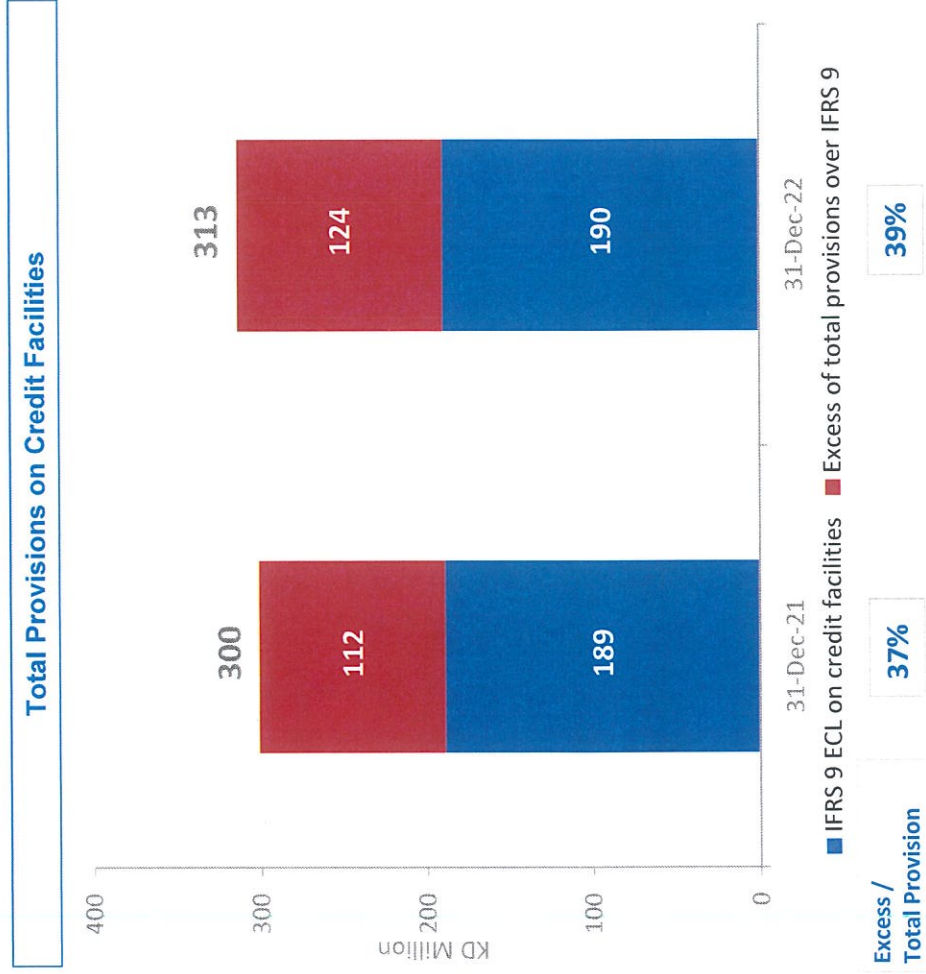 Total Provisions on Credit Facilities
KD Million
400
300
200
100
0
300
112
189
313
124
190
31-Dec-21
31-Dec-22
IFRS 9 ECL on credit facilities
Excess of total provisions over IFRS 9
Excess /
Total Provision
37%
39%